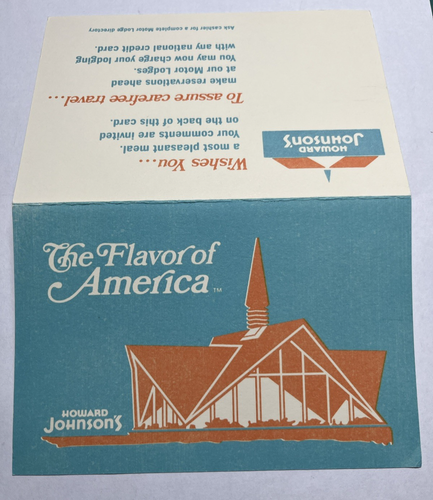 HOWARD
JOHNSON'S
Wishes You...
a most pleasant meal.
Your comments are invited
on the back of this card.
To assure carefree travel...
make reservations ahead
at our Motor Lodges.
You may now charge your lodging
with any national credit card.
Ask cashier for a complete Motor Lodge directory
The Flavor of
America™
HOWARD
JOHNSON'S